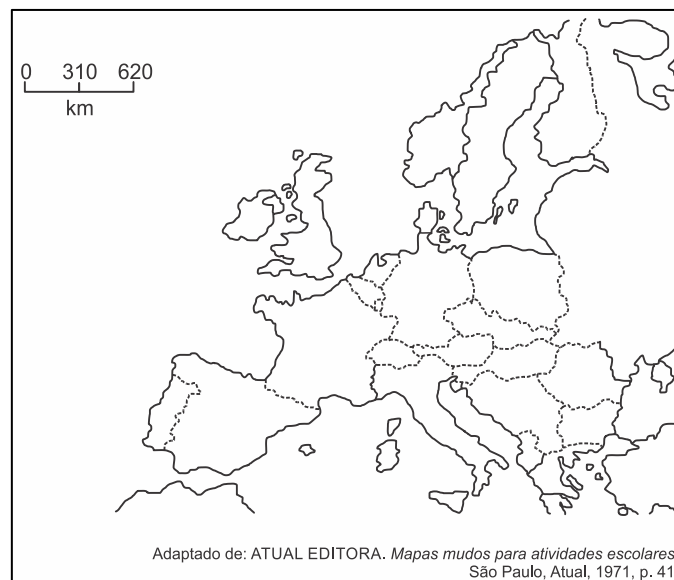 0 310 620
km
Adaptado de: ATUAL EDITORA. Mapas mudos para atividades escolares
São Paulo, Atual, 1971, p. 41